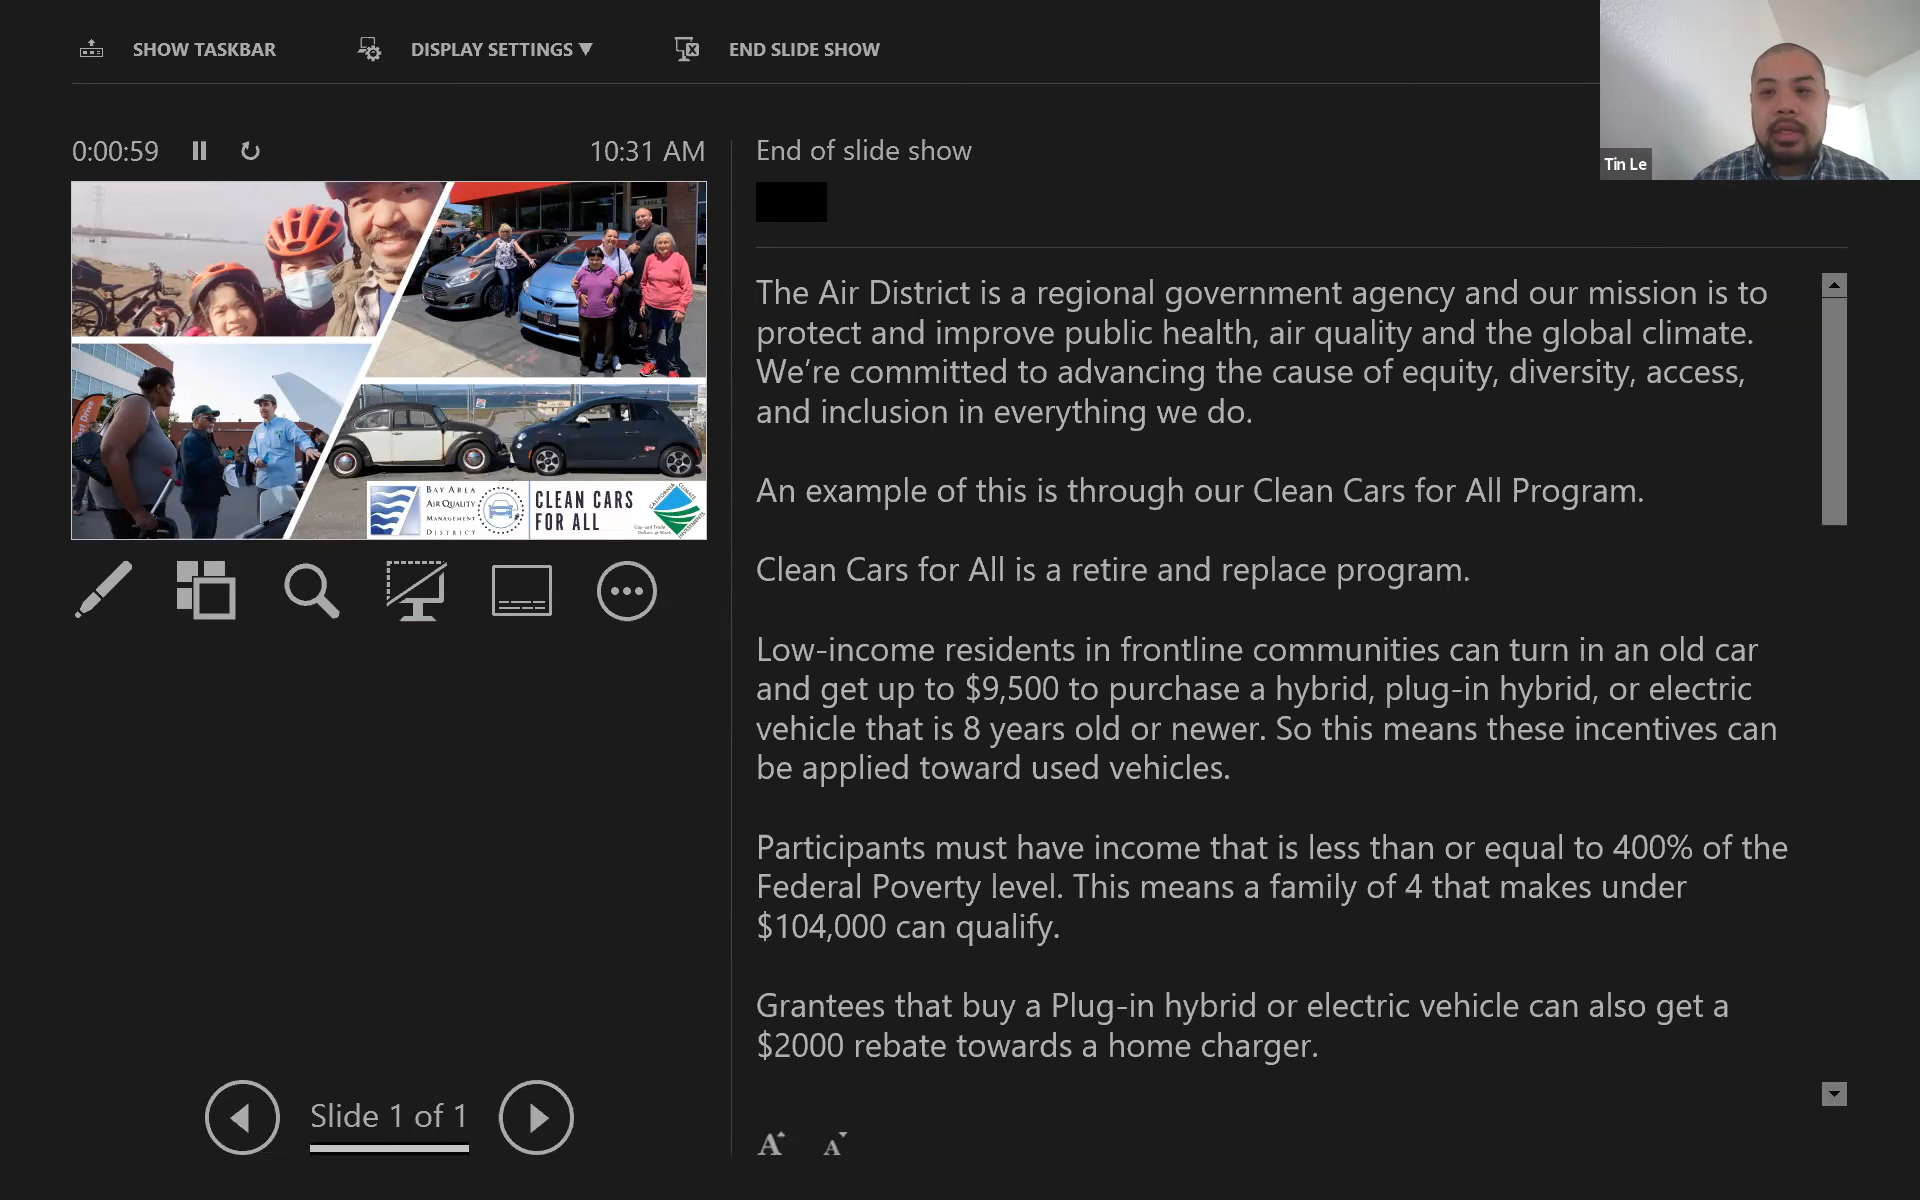 SHOW TASKBAR
DISPLAY SETTINGS ▼
END SLIDE SHOW
Tin Le
0:00:59
10:31 AM
End of slide show
BAY AREA
AIR QUALITY
MANAGEMENT
DISTRICT
CLEAN CARS
FOR ALL
CALIFORNIA CLIMATE INVESTMENTS
Cap and Trade
Dollars at Work
The Air District is a regional government agency and our mission is to
protect and improve public health, air quality and the global climate.
We’re committed to advancing the cause of equity, diversity, access,
and inclusion in everything we do.
An example of this is through our Clean Cars for All Program.
Clean Cars for All is a retire and replace program.
Low-income residents in frontline communities can turn in an old car
and get up to $9,500 to purchase a hybrid, plug-in hybrid, or electric
vehicle that is 8 years old or newer. So this means these incentives can
be applied toward used vehicles.
Participants must have income that is less than or equal to 400% of the
Federal Poverty level. This means a family of 4 that makes under
$104,000 can qualify.
Grantees that buy a Plug-in hybrid or electric vehicle can also get a
$2000 rebate towards a home charger.
Slide 1 of 1
A A